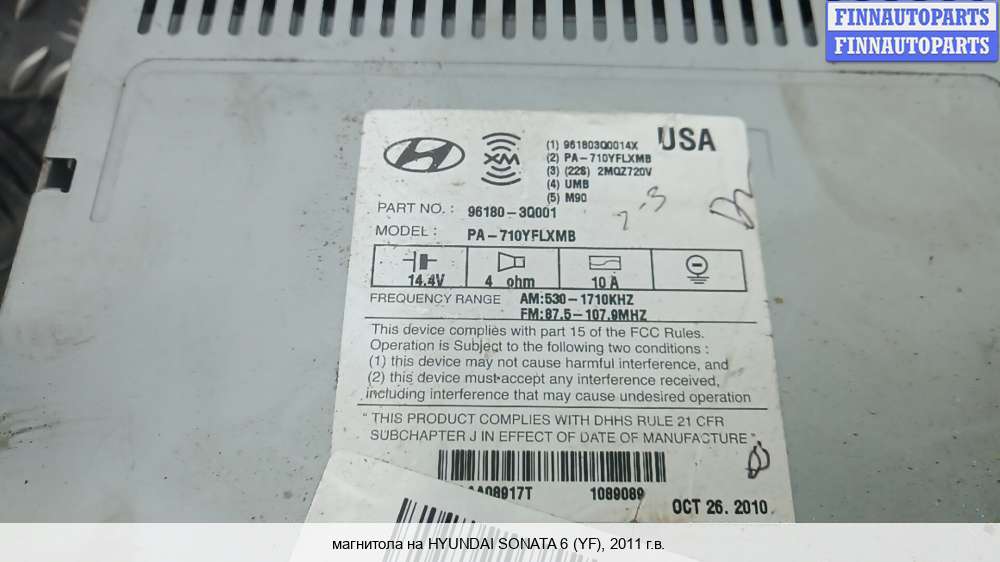 FINNAUTOPARTS
FINNAUTOPARTS
XM
(1) 961803Q0014X
(2) PA-710YFLXMB
(3) (22S) 2MQZ720V
(4) UMB
(5) M90
USA
2-3
PART NO. : 96180-3Q001
MODEL : PA-710YFLXMB
14.4V 4 ohm 10 A
FREQUENCY RANGE AM:530-1710KHZ
FM:87.5-107.9MHZ
This device complies with part 15 of the FCC Rules.
Operation is Subject to the following two conditions :
(1) this device may not cause harmful interference, and
(2) this device must accept any interference received,
including interference that may cause undesired operation
" THIS PRODUCT COMPLIES WITH DHHS RULE 21 CFR
SUBCHAPTER J IN EFFECT OF DATE OF MANUFACTURE "
A08917T 1089089
OCT 26. 2010
магнитола на HYUNDAI SONATA 6 (YF), 2011 г.в.